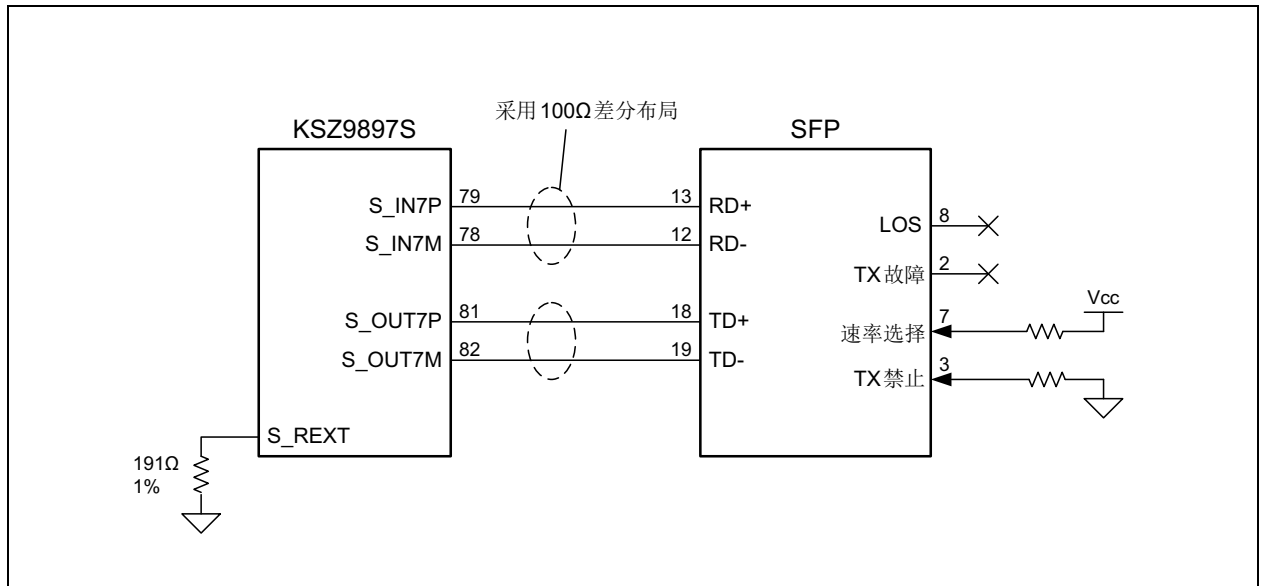 采用100Ω差分布局
KSZ9897S
SFP
S_IN7P 79 13 RD+
S_IN7M 78 12 RD-
S_OUT7P 81 18 TD+
S_OUT7M 82 19 TD-
S_REXT
191Ω
1%
LOS 8
TX故障 2
Vcc
速率选择 7
TX禁止 3